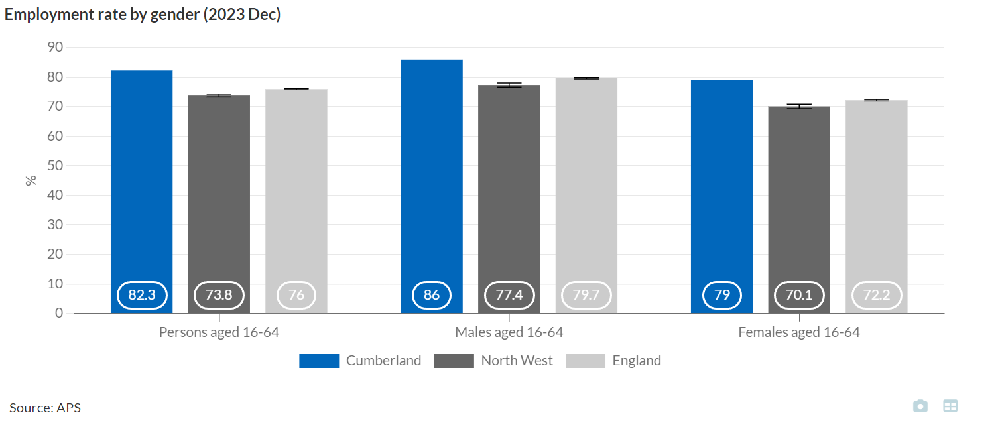 Employment rate by gender (2023 Dec)
90
80
70
60
50
40
30
20
10
0
%
82.3 73.8 76 86 77.4 79.7 79 70.1 72.2
Persons aged 16-64 Males aged 16-64 Females aged 16-64
Cumberland North West England
Source: APS